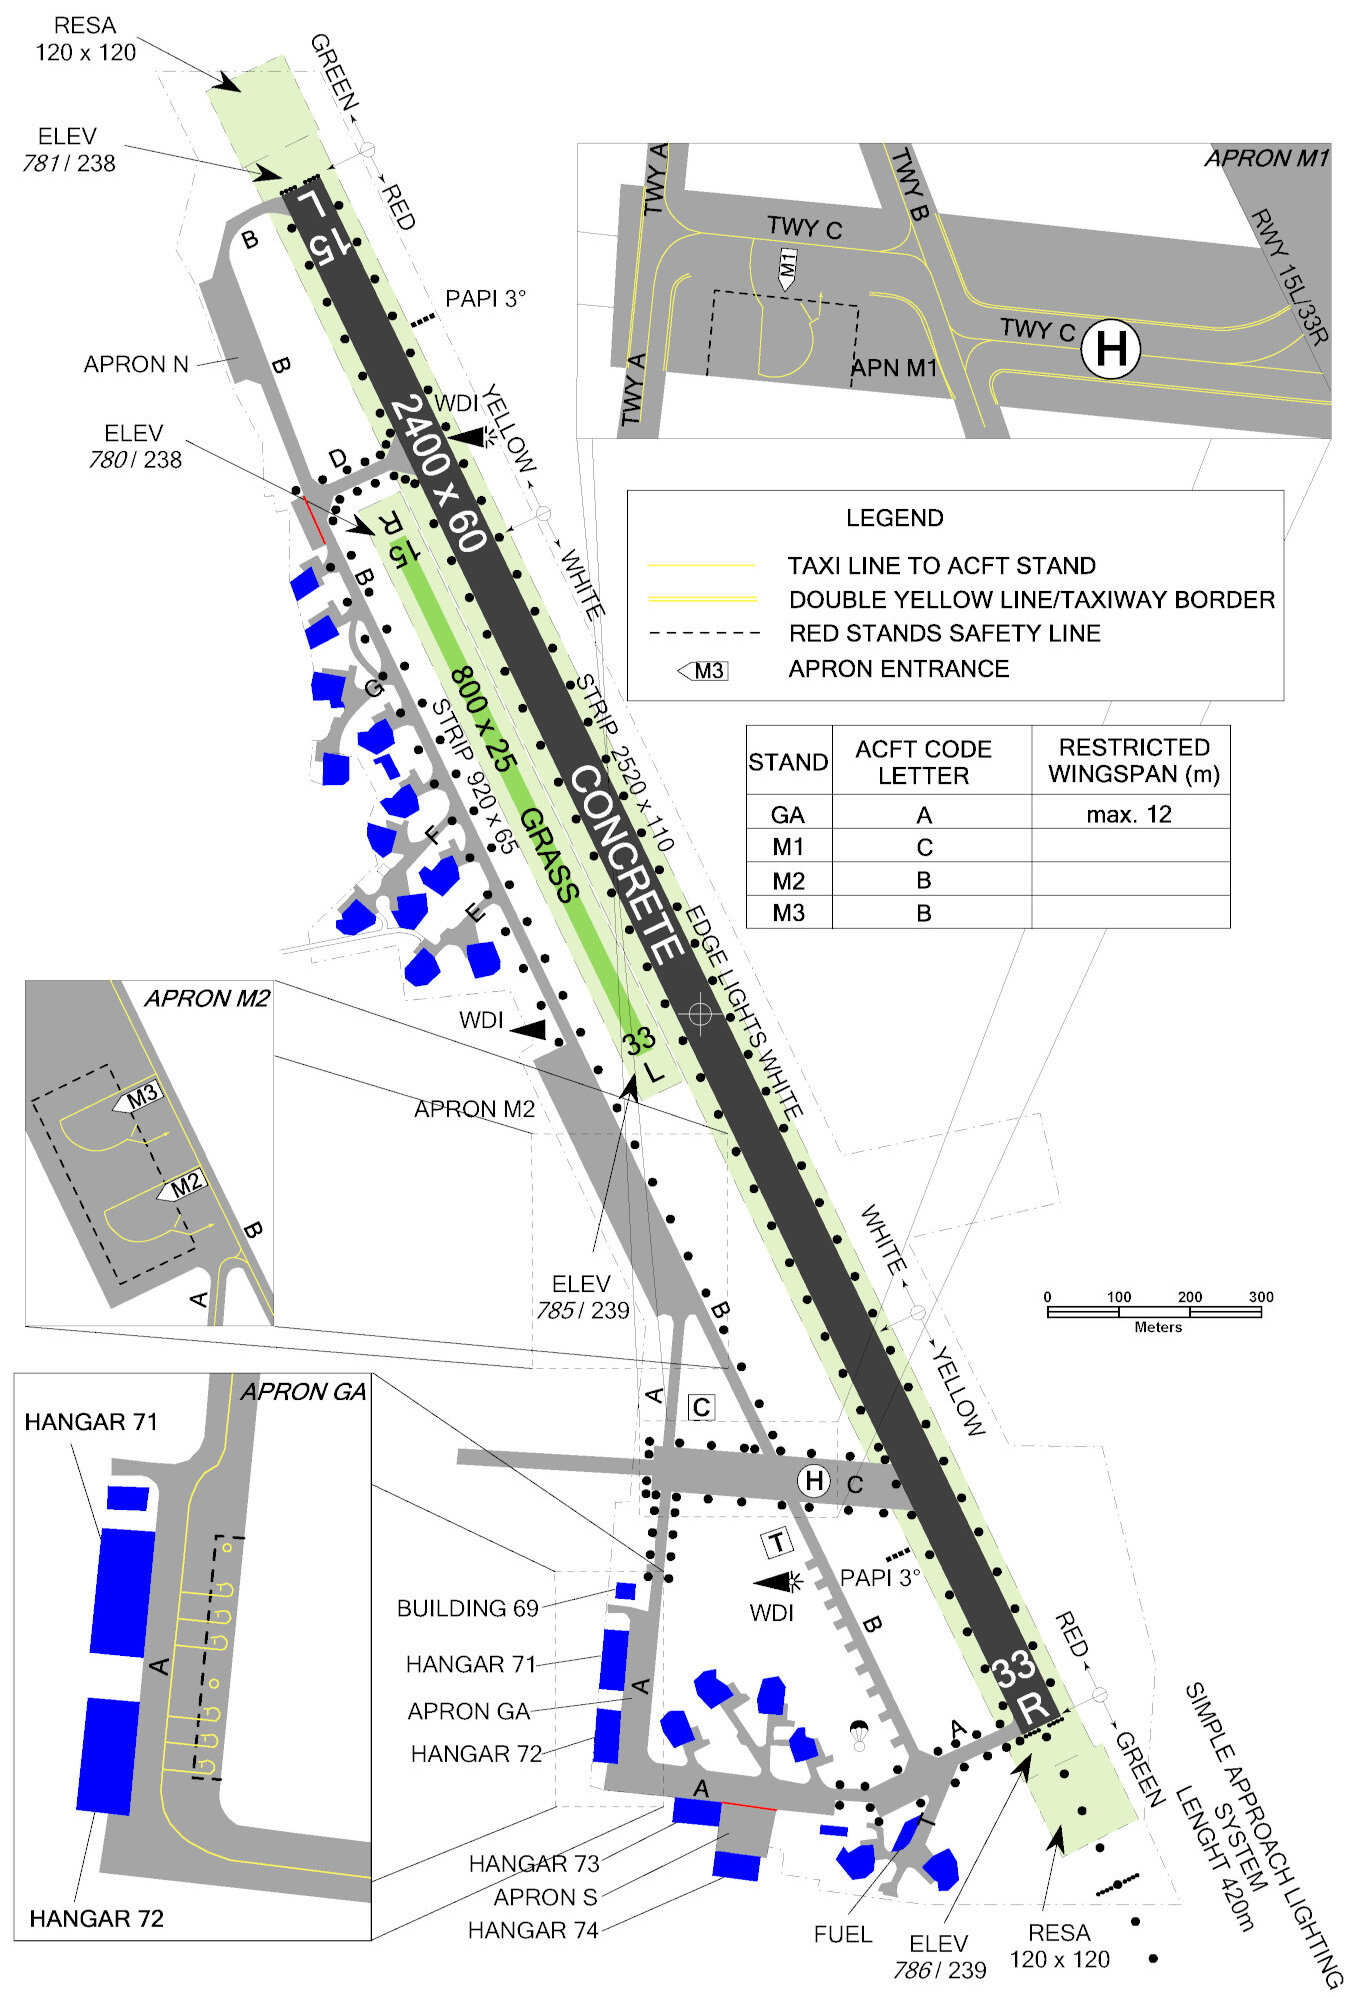 RESA
120 x 120
GREEN
ELEV
781 / 238
RED
L
15
B
PAPI 3°
APRON N
B
WDI
YELLOW
ELEV
780 / 238
D
2400 x 60
R
15
B
WHITE
G
800 x 25
STRIP 920 x 65
STRIP 2520 x 110
CONCRETE
F
GRASS
E
EDGE LIGHTS WHITE
WDI
33
L
APRON M2
ELEV
785 / 239
B
WHITE
YELLOW
A
C
H
C
T
PAPI 3°
WDI
B
BUILDING 69
HANGAR 71
A
APRON GA
HANGAR 72
A
A
33
R
RED
GREEN
HANGAR 73
APRON S
HANGAR 74
FUEL
ELEV
786 / 239
RESA
120 x 120
SIMPLE APPROACH LIGHTING
SYSTEM
LENGHT 420m
APRON M1
TWY A
TWY B
TWY C
M1
RWY 15L/33R
TWY C
H
TWY A
APN M1
LEGEND
TAXI LINE TO ACFT STAND
DOUBLE YELLOW LINE/TAXIWAY BORDER
RED STANDS SAFETY LINE
M3 APRON ENTRANCE
STAND ACFT CODE LETTER RESTRICTED WINGSPAN (m)
GA A max. 12
M1 C
M2 B
M3 B
0 100 200 300
Meters
APRON M2
M3
M2
B
A
APRON GA
HANGAR 71
A
HANGAR 72